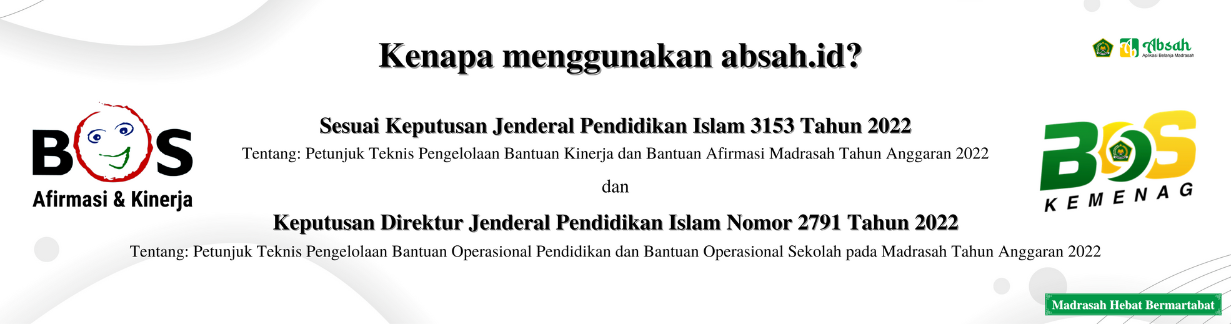 Kenapa menggunakan absah.id?
Absah
Aplikasi Belanja Madrasah
BOS
Afirmasi & Kinerja
Sesuai Keputusan Jenderal Pendidikan Islam 3153 Tahun 2022
Tentang: Petunjuk Teknis Pengelolaan Bantuan Kinerja dan Bantuan Afirmasi Madrasah Tahun Anggaran 2022
dan
Keputusan Direktur Jenderal Pendidikan Islam Nomor 2791 Tahun 2022
Tentang: Petunjuk Teknis Pengelolaan Bantuan Operasional Pendidikan dan Bantuan Operasional Sekolah pada Madrasah Tahun Anggaran 2022
BOS
KEMENAG
Madrasah Hebat Bermartabat